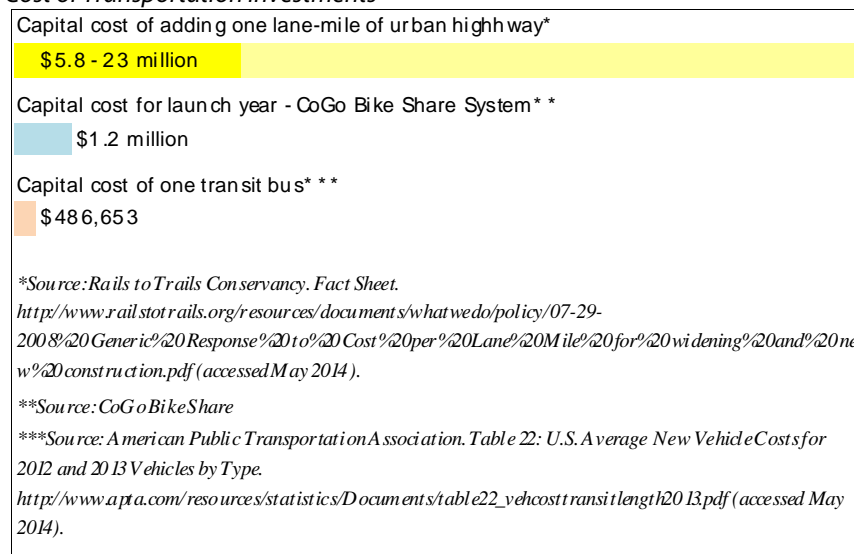 Cost of Transportation Investments
Capital cost of adding one lane-mile of urban highhway*
$5.8 - 23 million
Capital cost for launch year - CoGo Bike Share System**
$1.2 million
Capital cost of one transit bus***
$486,653
*Source: Rails to Trails Conservancy. Fact Sheet.
http://www.railstotrails.org/resources/documents/whatwedo/policy/07-29-
2008%20Generic%20Response%20to%20Cost%20per%20Lane%20Mile%20for%20widening%20and%20ne
w%20construction.pdf (accessed May 2014).
**Source: CoGo Bike Share
***Source: American Public Transportation Association. Table 22: U.S. Average New Vehicle Costs for
2012 and 2013 Vehicles by Type.
http://www.apta.com/resources/statistics/Documents/table22_vehcosttransitlength2013.pdf (accessed May
2014).